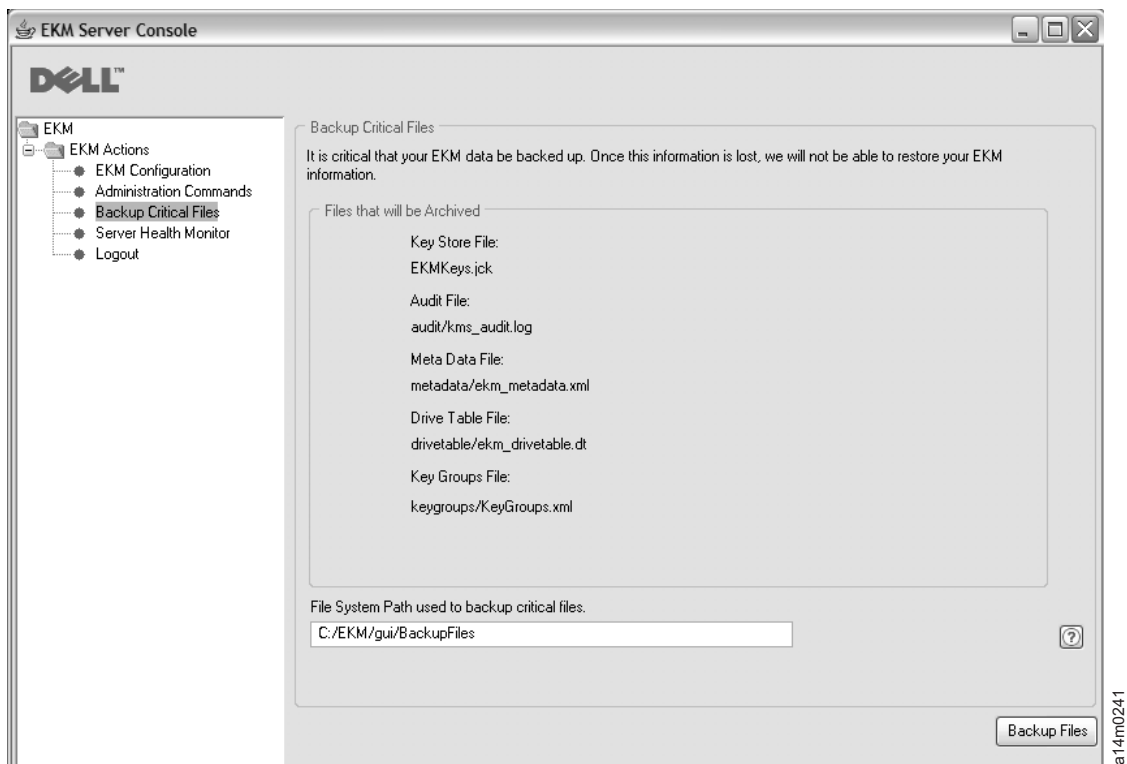 EKM Server Console
DELL™
EKM
EKM Actions
EKM Configuration
Administration Commands
Backup Critical Files
Server Health Monitor
Logout
Backup Critical Files
It is critical that your EKM data be backed up. Once this information is lost, we will not be able to restore your EKM
information.
Files that will be Archived
Key Store File:
EKMKeys.jck
Audit File:
audit/kms_audit.log
Meta Data File:
metadata/ekm_metadata.xml
Drive Table File:
drivetable/ekm_drivetable.dt
Key Groups File:
keygroups/KeyGroups.xml
File System Path used to backup critical files.
C:/EKM/gui/BackupFiles
?
Backup Files
a14m0241